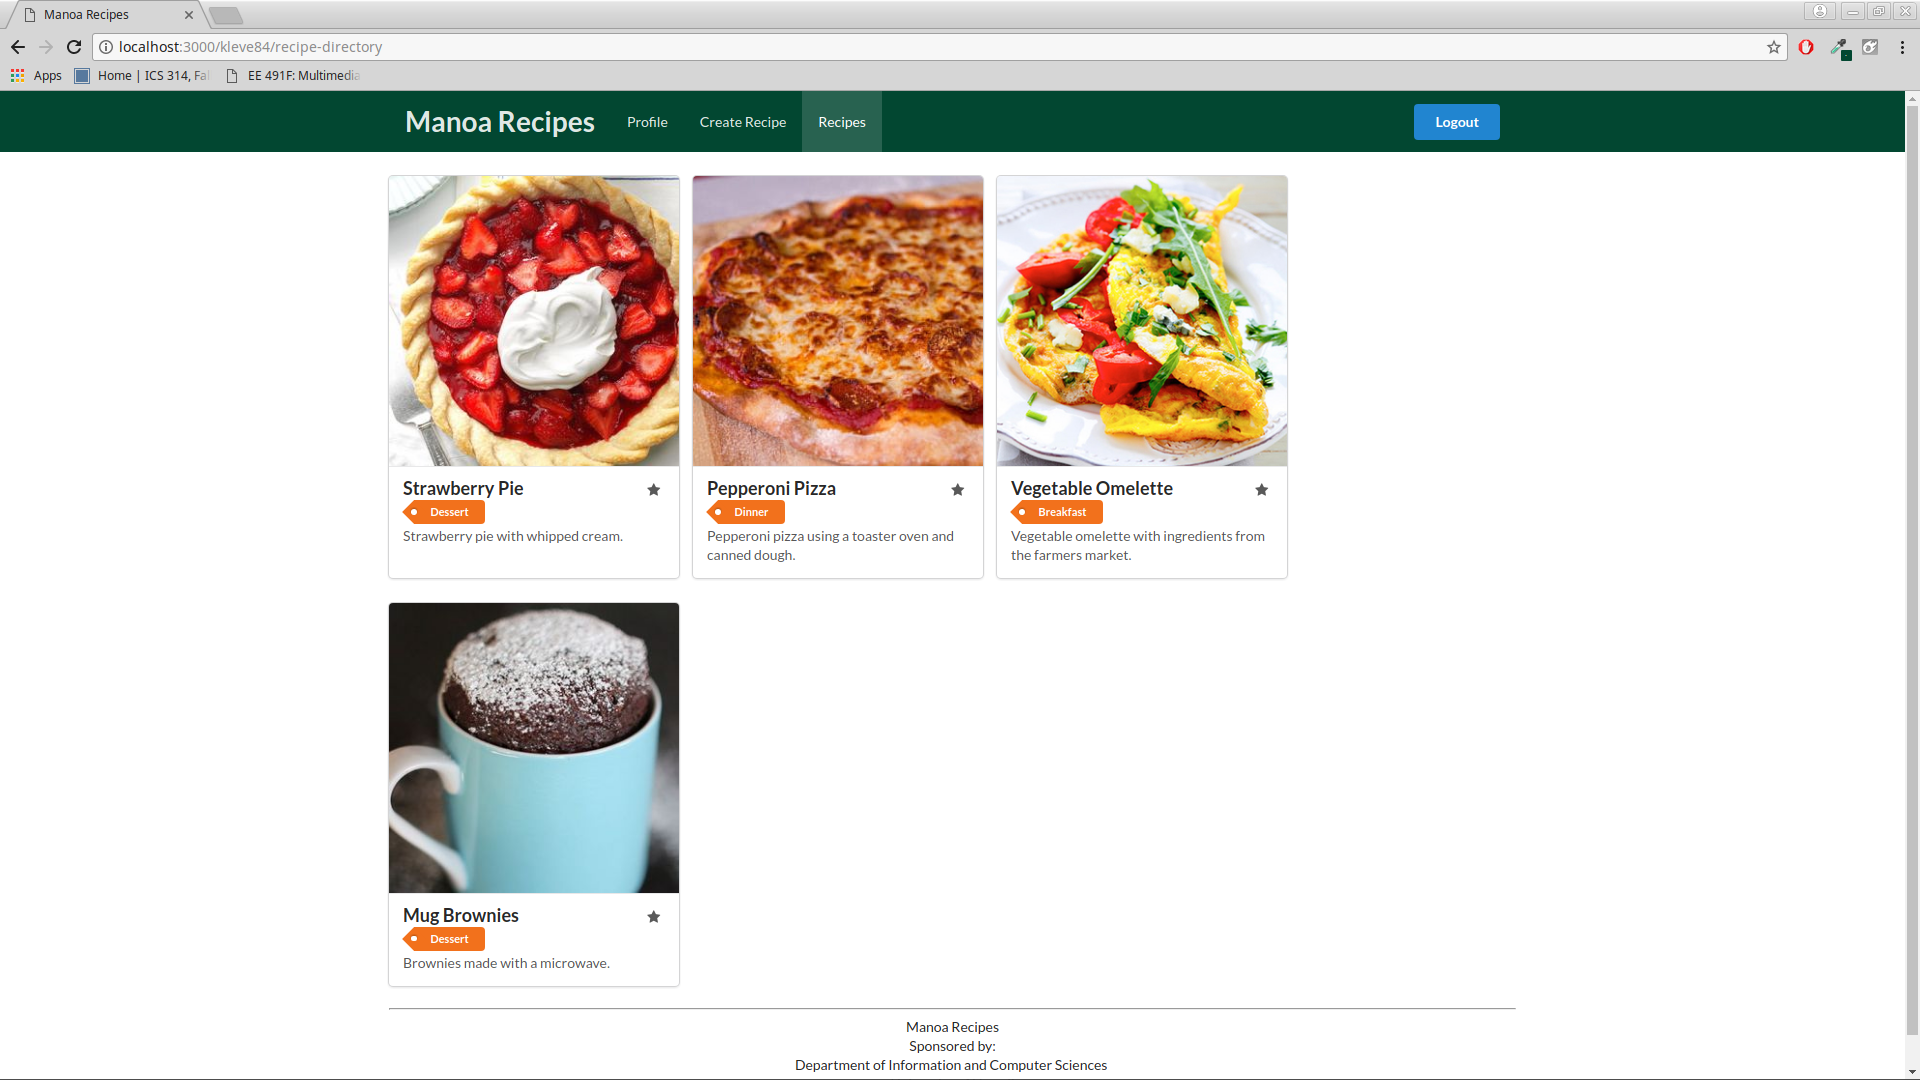 Manoa Recipes
localhost:3000/kleve84/recipe-directory
Apps Home | ICS 314, Fal EE 491F: Multimedia
Manoa Recipes Profile Create Recipe Recipes Logout
Strawberry Pie
Dessert
Strawberry pie with whipped cream.
Pepperoni Pizza
Dinner
Pepperoni pizza using a toaster oven and
canned dough.
Vegetable Omelette
Breakfast
Vegetable omelette with ingredients from
the farmers market.
Mug Brownies
Dessert
Brownies made with a microwave.
Manoa Recipes
Sponsored by:
Department of Information and Computer Sciences